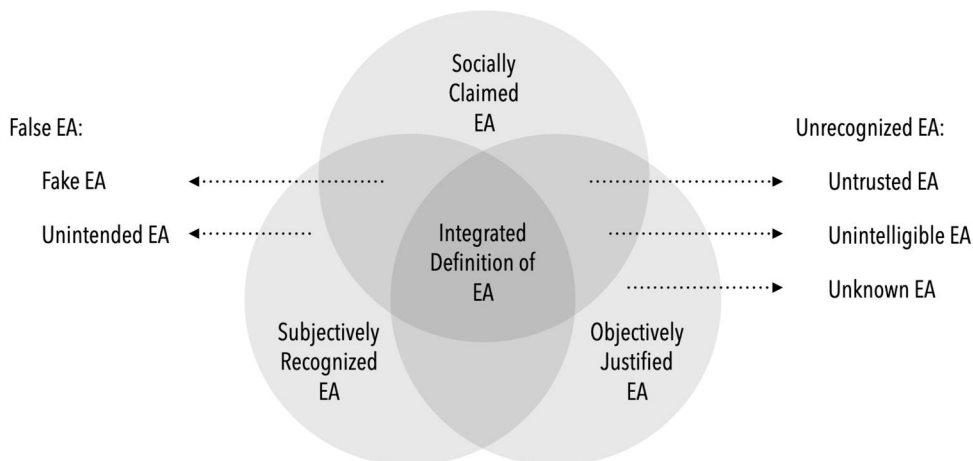 Socially
Claimed
EA
False EA:
Unrecognized EA:
Fake EA
Untrusted EA
Unintended EA
Integrated
Definition of
EA
Unintelligible EA
Unknown EA
Subjectively
Recognized
EA
Objectively
Justified
EA